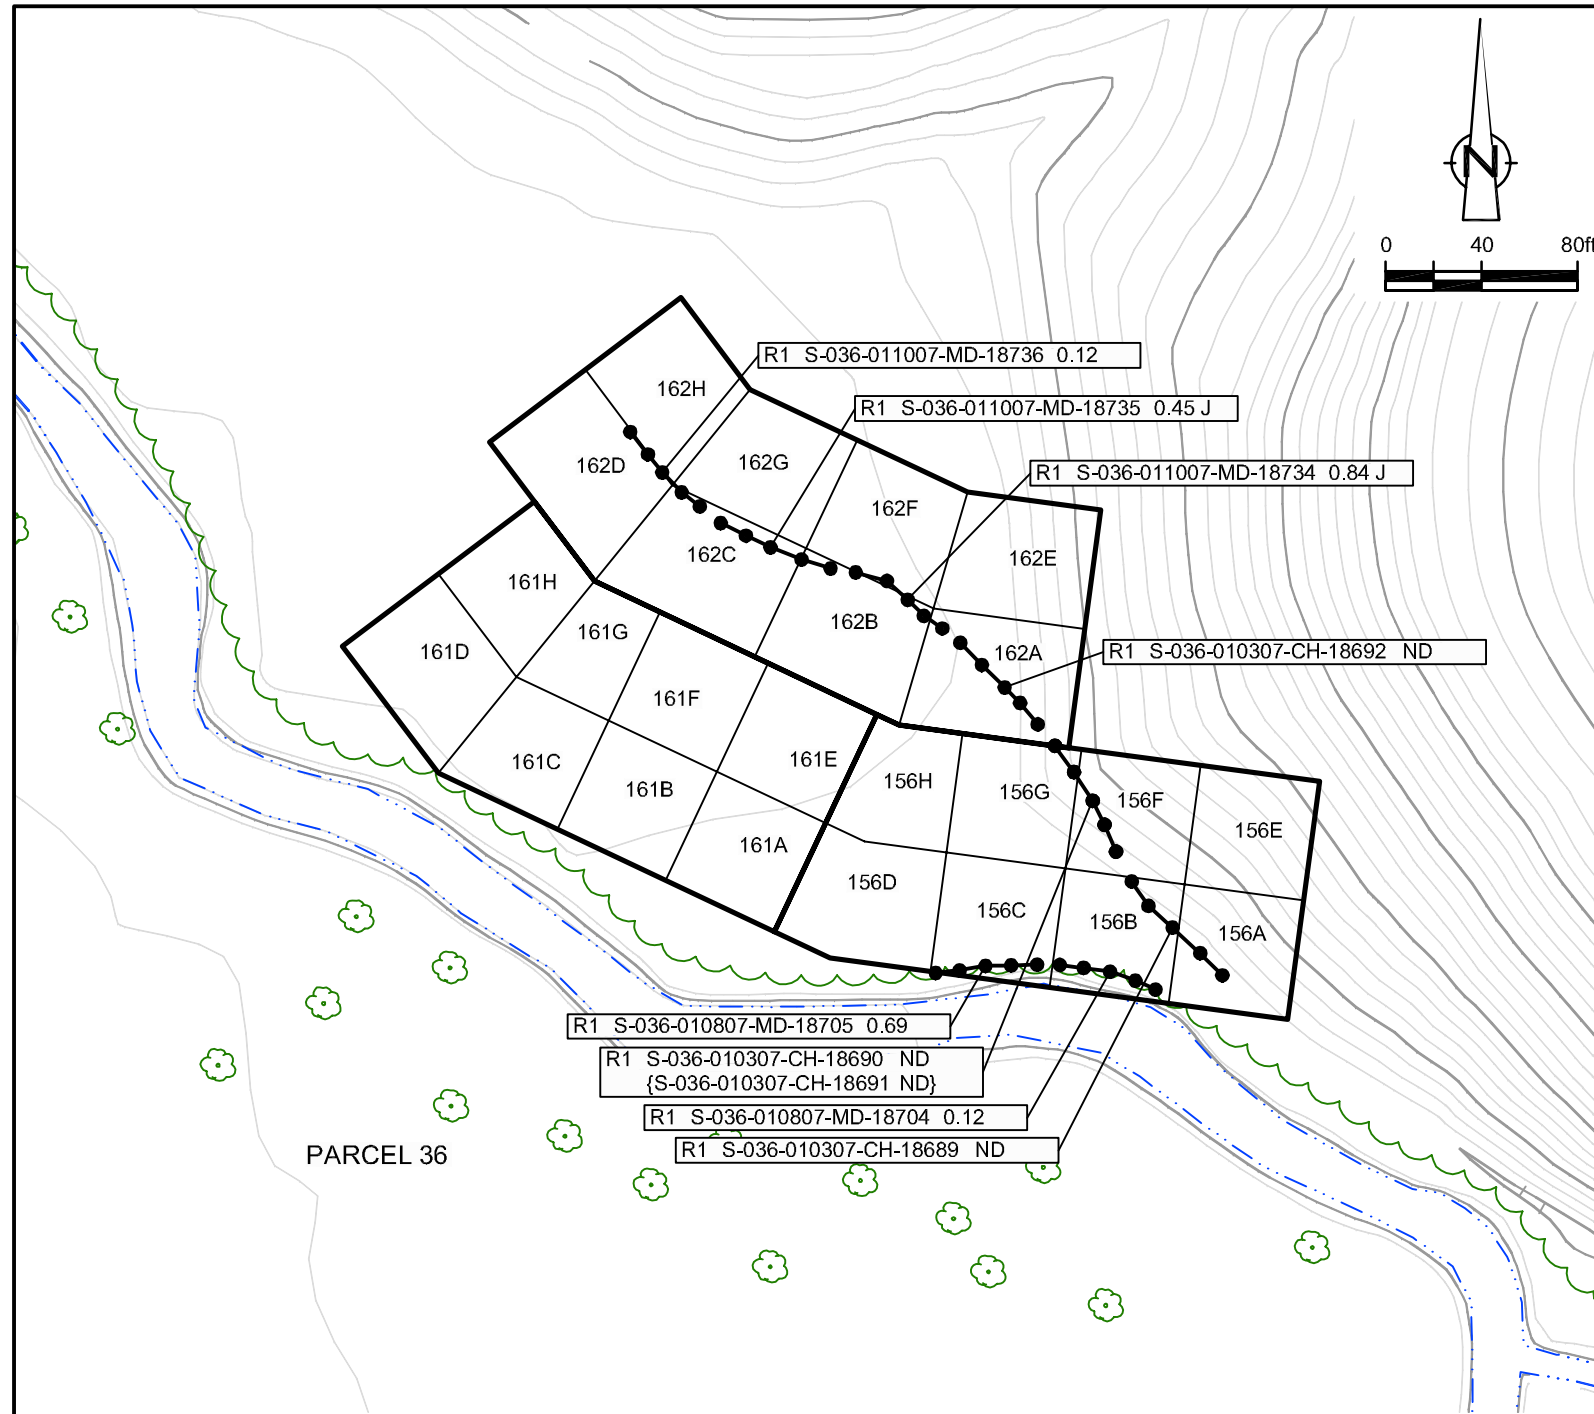 N
0 40 80ft
R1 S-036-011007-MD-18736 0.12
162H
R1 S-036-011007-MD-18735 0.45 J
162D
162G
R1 S-036-011007-MD-18734 0.84 J
162F
162C
162E
161H
162B
161G
161D
162A
R1 S-036-010307-CH-18692 ND
161F
161C
161B
161E
156H
156G
156F
156E
161A
156D
156C
156B
156A
R1 S-036-010807-MD-18705 0.69
R1 S-036-010307-CH-18690 ND
{S-036-010307-CH-18691 ND}
R1 S-036-010807-MD-18704 0.12
R1 S-036-010307-CH-18689 ND
PARCEL 36